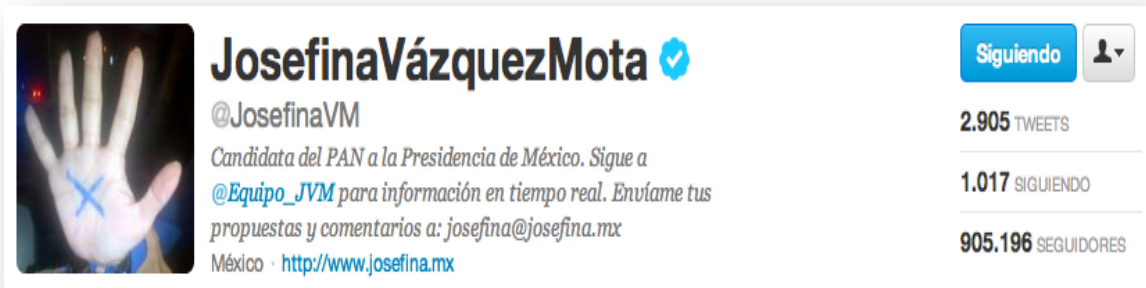 JosefinaVázquezMota
@JosefinaVM
Candidata del PAN a la Presidencia de México. Sigue a
@Equipo_JVM para información en tiempo real. Envíame tus
propuestas y comentarios a: josefina@josefina.mx
México · http://www.josefina.mx
Siguiendo
2.905 TWEETS
1.017 SIGUIENDO
905.196 SEGUIDORES